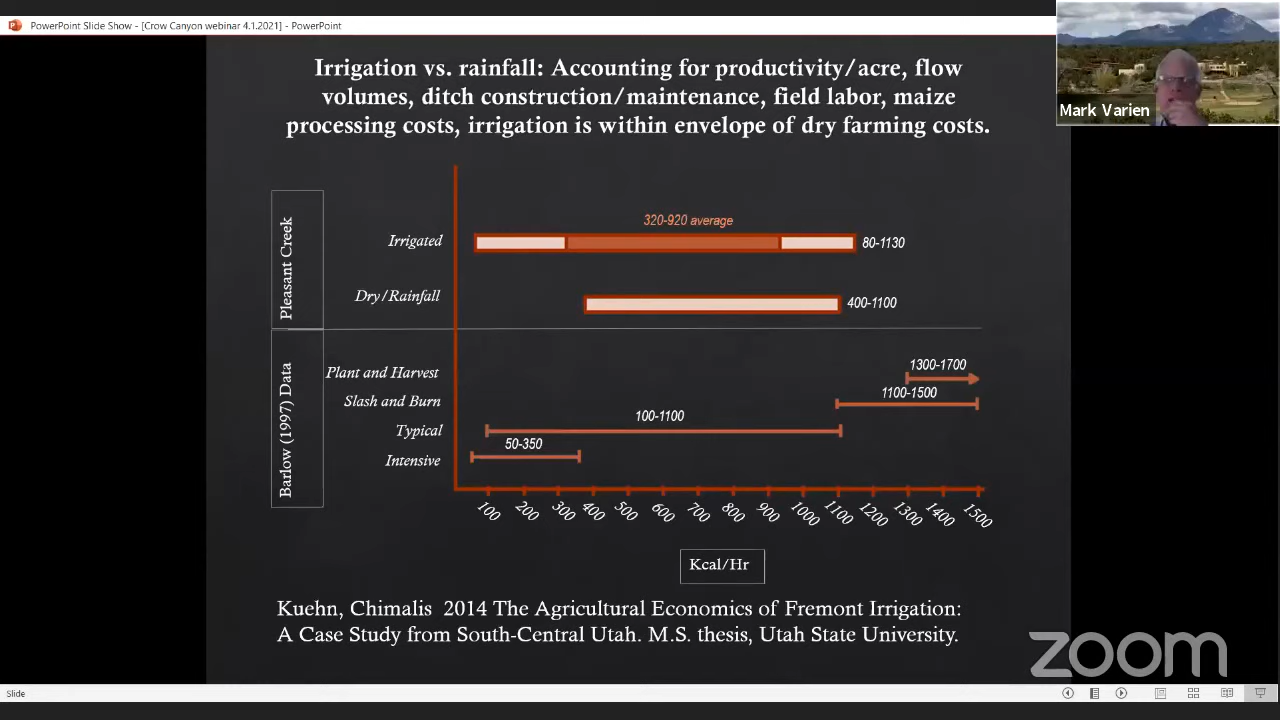 PowerPoint Slide Show - [Crow Canyon webinar 4.1.2021] - PowerPoint
Mark Varien
Irrigation vs. rainfall: Accounting for productivity/acre, flow
volumes, ditch construction/maintenance, field labor, maize
processing costs, irrigation is within envelope of dry farming costs.
Pleasant Creek
320-920 average
Irrigated
80-1130
Dry/Rainfall
400-1100
Barlow (1997) Data
1300-1700
Plant and Harvest
1100-1500
Slash and Burn
100-1100
Typical
50-350
Intensive
100 200 300 400 500 600 700 800 900 1000 1100 1200 1300 1400 1500
Kcal/Hr
Kuehn, Chimalis 2014 The Agricultural Economics of Fremont Irrigation:
A Case Study from South-Central Utah. M.S. thesis, Utah State University.
zoom
Slide